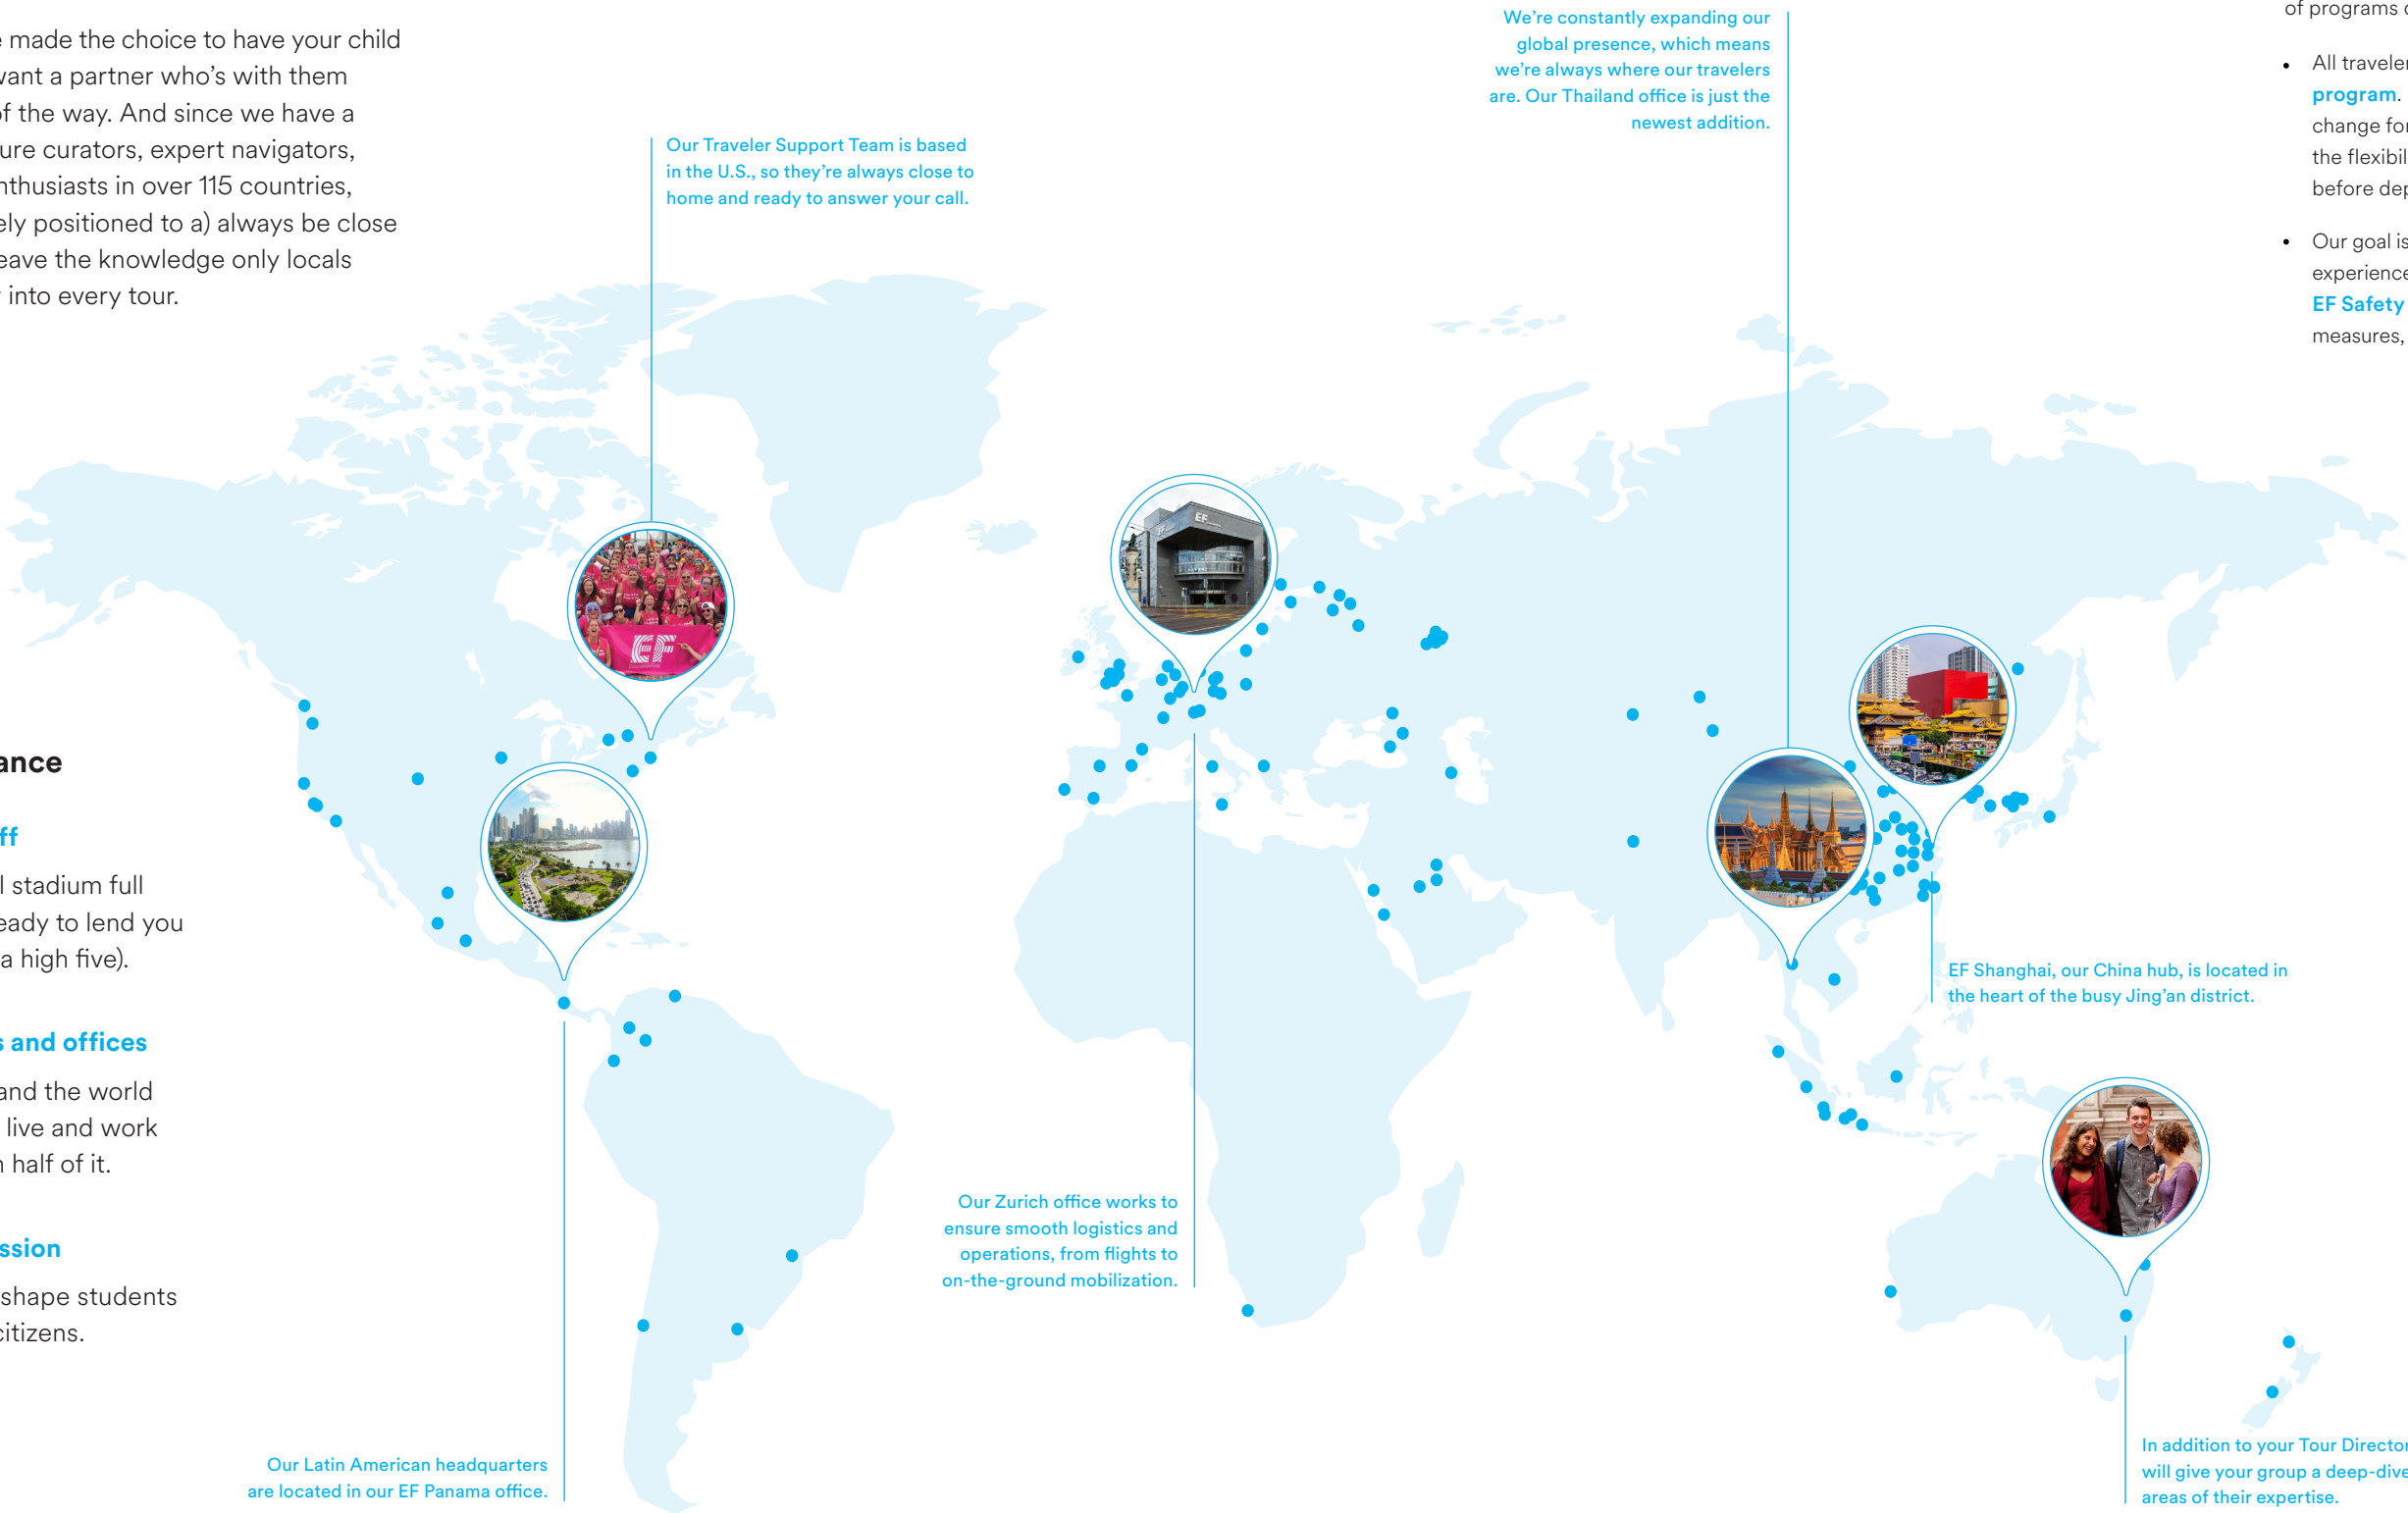 made the choice to have your child
want a partner who’s with them
of the way. And since we have a
ure curators, expert navigators,
nthusiasts in over 115 countries,
ely positioned to a) always be close
eave the knowledge only locals
into every tour.
ance
ff
l stadium full
eady to lend you
a high five).
s and offices
and the world
live and work
n half of it.
ssion
shape students
citizens.
Our Traveler Support Team is based
in the U.S., so they’re always close to
home and ready to answer your call.
We’re constantly expanding our
global presence, which means
we’re always where our travelers
are. Our Thailand office is just the
newest addition.
of programs
• All traveler
program.
change for
the flexibil
before dep
• Our goal is
experience
EF Safety
measures,
EF
EF
EF Shanghai, our China hub, is located in
the heart of the busy Jing’an district.
Our Zurich office works to
ensure smooth logistics and
operations, from flights to
on-the-ground mobilization.
Our Latin American headquarters
are located in our EF Panama office.
In addition to your Tour Director
will give your group a deep-dive
areas of their expertise.